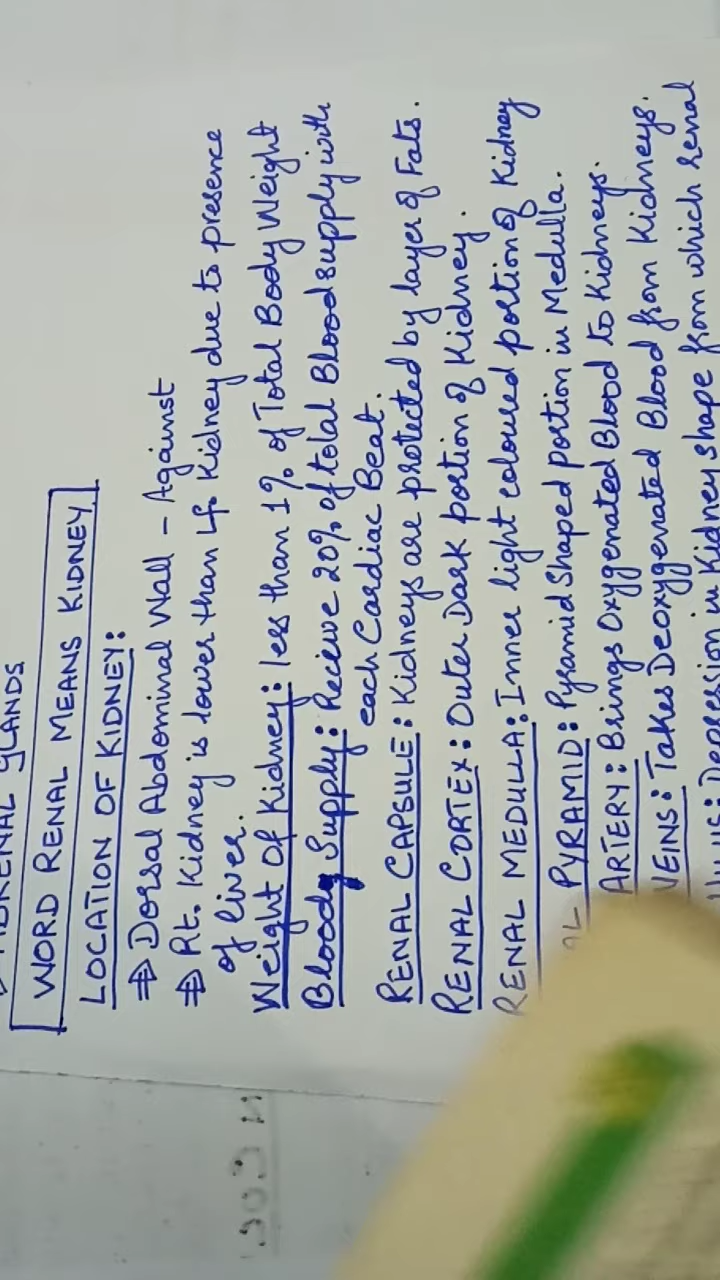 GLANDS
WORD RENAL MEANS KIDNEY
LOCATION OF KIDNEY:
⇒ Dorsal Abdominal Wall - Against
⇒ Rt. Kidney is lower than Lf. Kidney due to presence
of liver.
Weight Of Kidney: less than 1% of Total Body Weight
Blood Supply: Recieve 20% of total Blood supply with
each Cardiac Beat.
RENAL CAPSULE: Kidneys are protected by layer of Fats.
RENAL CORTEX: Outer Dark portion of Kidney.
RENAL MEDULLA: Inner light coloured portion of Kidney
AL PYRAMID: Pyramid Shaped portion in Medulla.
ARTERY: Brings Oxygenated Blood to Kidneys.
VEINS: Takes Deoxygenated Blood from Kidneys.
Depression in Kidney shape from which renal